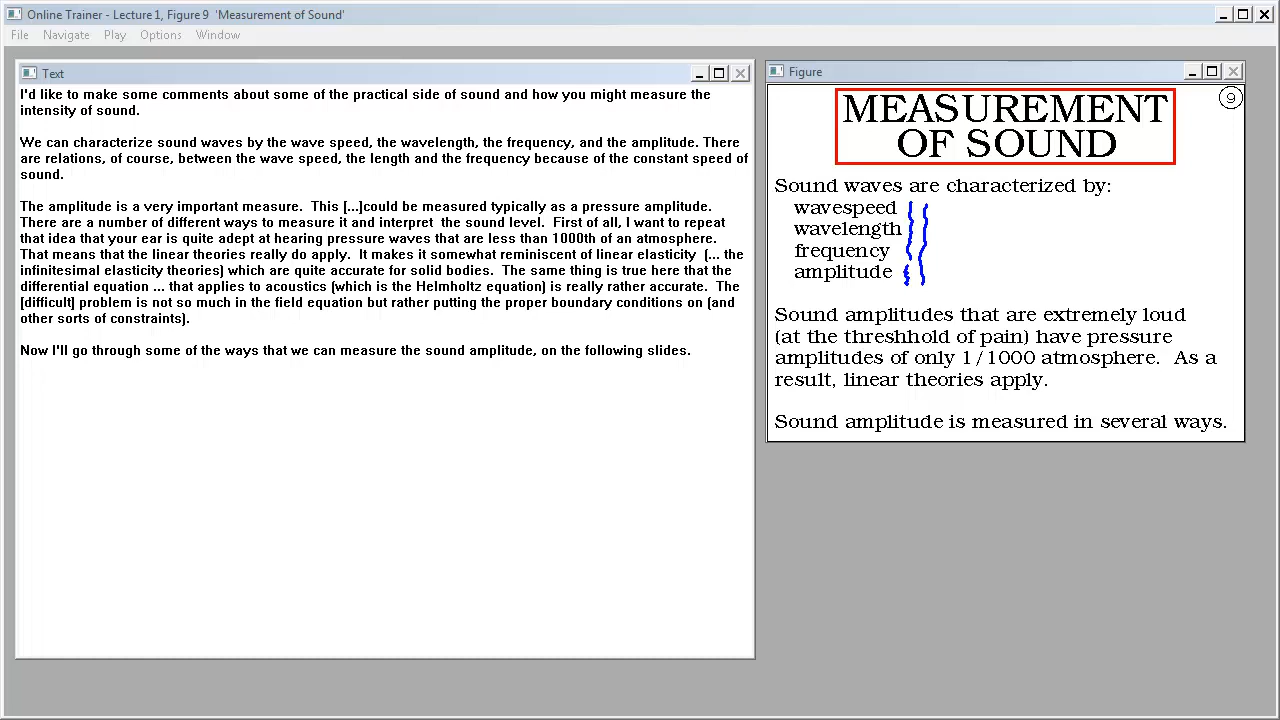 Online Trainer - Lecture 1, Figure 9 'Measurement of Sound'
File Navigate Play Options Window
Text
I'd like to make some comments about some of the practical side of sound and how you might measure the
intensity of sound.
We can characterize sound waves by the wave speed, the wavelength, the frequency, and the amplitude. There
are relations, of course, between the wave speed, the length and the frequency because of the constant speed of
sound.
The amplitude is a very important measure. This [...]could be measured typically as a pressure amplitude.
There are a number of different ways to measure it and interpret the sound level. First of all, I want to repeat
that idea that your ear is quite adept at hearing pressure waves that are less than 1000th of an atmosphere.
That means that the linear theories really do apply. It makes it somewhat reminiscent of linear elasticity (... the
infinitesimal elasticity theories) which are quite accurate for solid bodies. The same thing is true here that the
differential equation ... that applies to acoustics (which is the Helmholtz equation) is really rather accurate. The
(difficult) problem is not so much in the field equation but rather putting the proper boundary conditions on (and
other sorts of constraints).
Now I'll go through some of the ways that we can measure the sound amplitude, on the following slides.
Figure
9
MEASUREMENT
OF SOUND
Sound waves are characterized by:
wavespeed
wavelength
frequency
amplitude
Sound amplitudes that are extremely loud
(at the threshhold of pain) have pressure
amplitudes of only 1/1000 atmosphere. As a
result, linear theories apply.
Sound amplitude is measured in several ways.